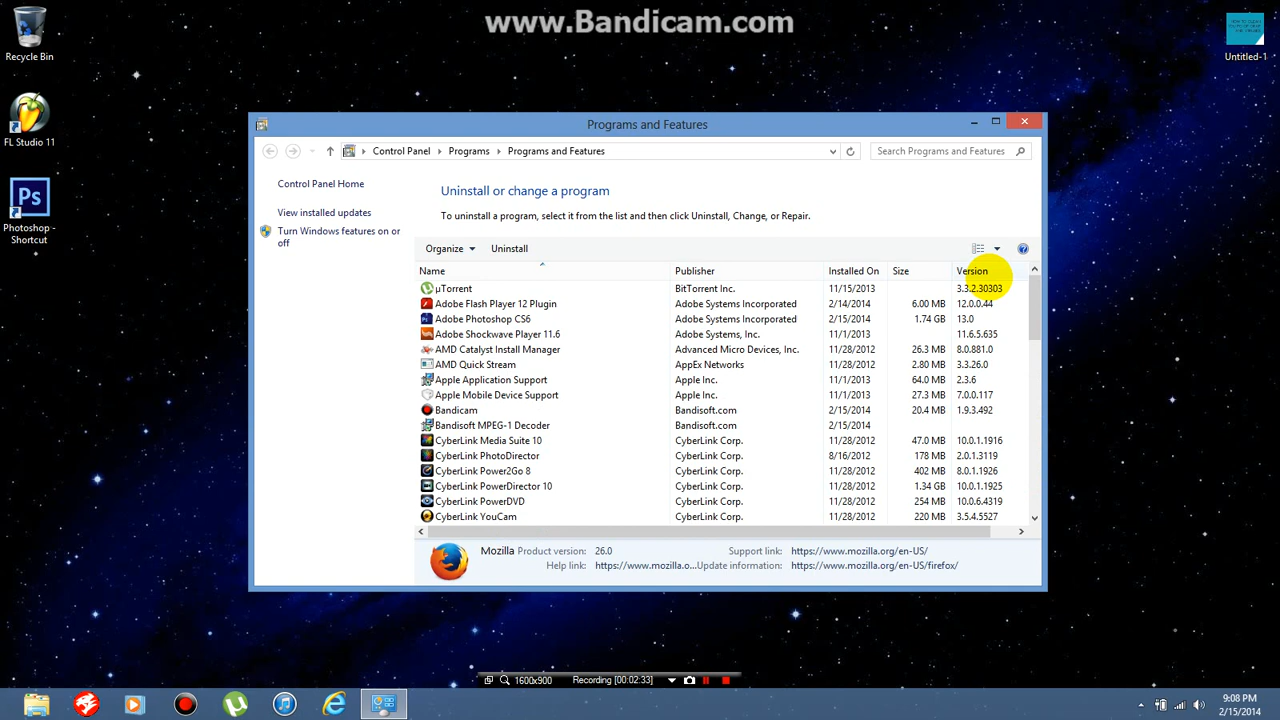 www.Bandicam.com
Recycle Bin
FL Studio 11
Ps
Photoshop - Shortcut
Untitled-1
Programs and Features
Control Panel Programs Programs and Features
Search Programs and Features
Control Panel Home
View installed updates
Turn Windows features on or off
Uninstall or change a program
To uninstall a program, select it from the list and then click Uninstall, Change, or Repair.
Organize Uninstall
Name Publisher Installed On Size Version
µTorrent BitTorrent Inc. 11/15/2013 3.3.2.30303
Adobe Flash Player 12 Plugin Adobe Systems Incorporated 2/14/2014 6.00 MB 12.0.0.44
Adobe Photoshop CS6 Adobe Systems Incorporated 2/15/2014 1.74 GB 13.0
Adobe Shockwave Player 11.6 Adobe Systems, Inc. 11/1/2013 11.6.5.635
AMD Catalyst Install Manager Advanced Micro Devices, Inc. 11/28/2012 26.3 MB 8.0.881.0
AMD Quick Stream AppEx Networks 11/28/2012 2.80 MB 3.3.26.0
Apple Application Support Apple Inc. 11/1/2013 64.0 MB 2.3.6
Apple Mobile Device Support Apple Inc. 11/1/2013 27.3 MB 7.0.0.117
Bandicam Bandisoft.com 2/15/2014 20.4 MB 1.9.3.492
Bandisoft MPEG-1 Decoder Bandisoft.com 2/15/2014
CyberLink Media Suite 10 CyberLink Corp. 11/28/2012 47.0 MB 10.0.1.1916
CyberLink PhotoDirector CyberLink Corp. 8/16/2012 178 MB 2.0.1.3119
CyberLink Power2Go 8 CyberLink Corp. 11/28/2012 402 MB 8.0.1.1926
CyberLink PowerDirector 10 CyberLink Corp. 11/28/2012 1.34 GB 10.0.1.1925
CyberLink PowerDVD CyberLink Corp. 11/28/2012 254 MB 10.0.6.4319
CyberLink YouCam CyberLink Corp. 11/28/2012 220 MB 3.5.4.5527
Mozilla Product version: 26.0 Support link: https://www.mozilla.org/en-US/
Help link: https://www.mozilla.o... Update information: https://www.mozilla.org/en-US/firefox/
1600x900 Recording [00:02:33]
9:08 PM
2/15/2014